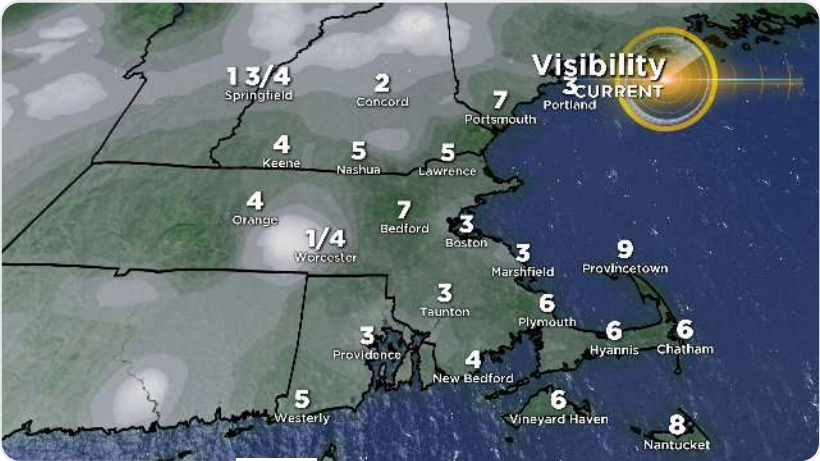 Visibility
CURRENT
1 3/4
Springfield
2
Concord
7
Portsmouth
3
Portland
4
Keene
5
Nashua
5
Lawrence
4
Orange
7
Bedford
3
Boston
1/4
Worcester
3
Marshfield
9
Provincetown
3
Taunton
6
Plymouth
3
Providence
6
Hyannis
6
Chatham
4
New Bedford
5
Westerly
6
Vineyard Haven
8
Nantucket